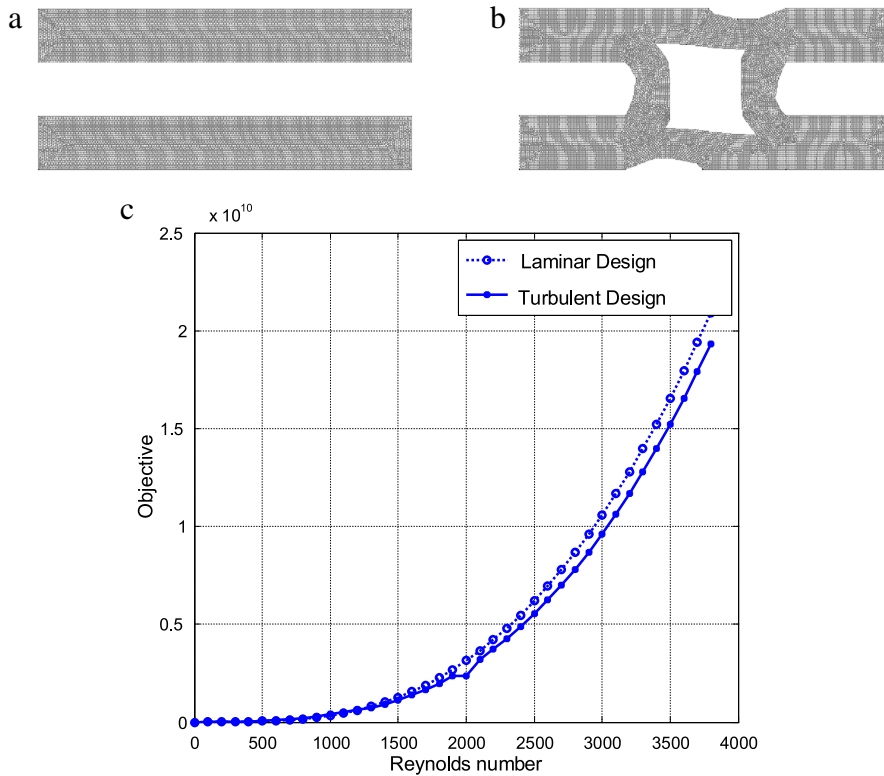 a
b
c
x 10^10
2.5
2
1.5
1
0.5
0
Objective
Laminar Design
Turbulent Design
0 500 1000 1500 2000 2500 3000 3500 4000
Reynolds number